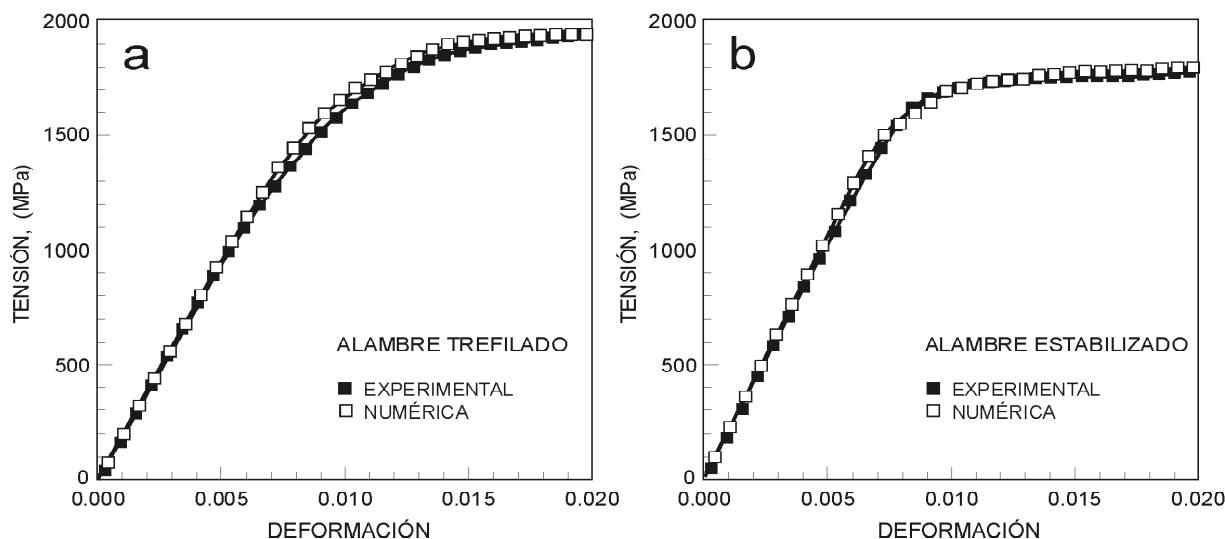 a
2000
1500
1000
500
0
TENSIÓN, (MPa)
ALAMBRE TREFILADO
EXPERIMENTAL
NUMÉRICA
0.000 0.005 0.010 0.015 0.020
DEFORMACIÓN
b
2000
1500
1000
500
0
TENSIÓN, (MPa)
ALAMBRE ESTABILIZADO
EXPERIMENTAL
NUMÉRICA
0.000 0.005 0.010 0.015 0.020
DEFORMACIÓN